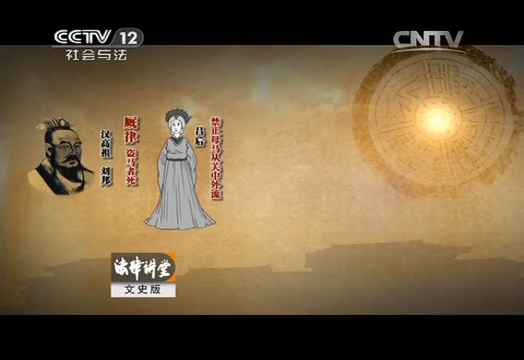 CCTV 12
社会与法
CNTV
汉高祖 刘邦
厩律 盗马者死
吕后
禁止母马从关中外流
法律讲堂
文史版